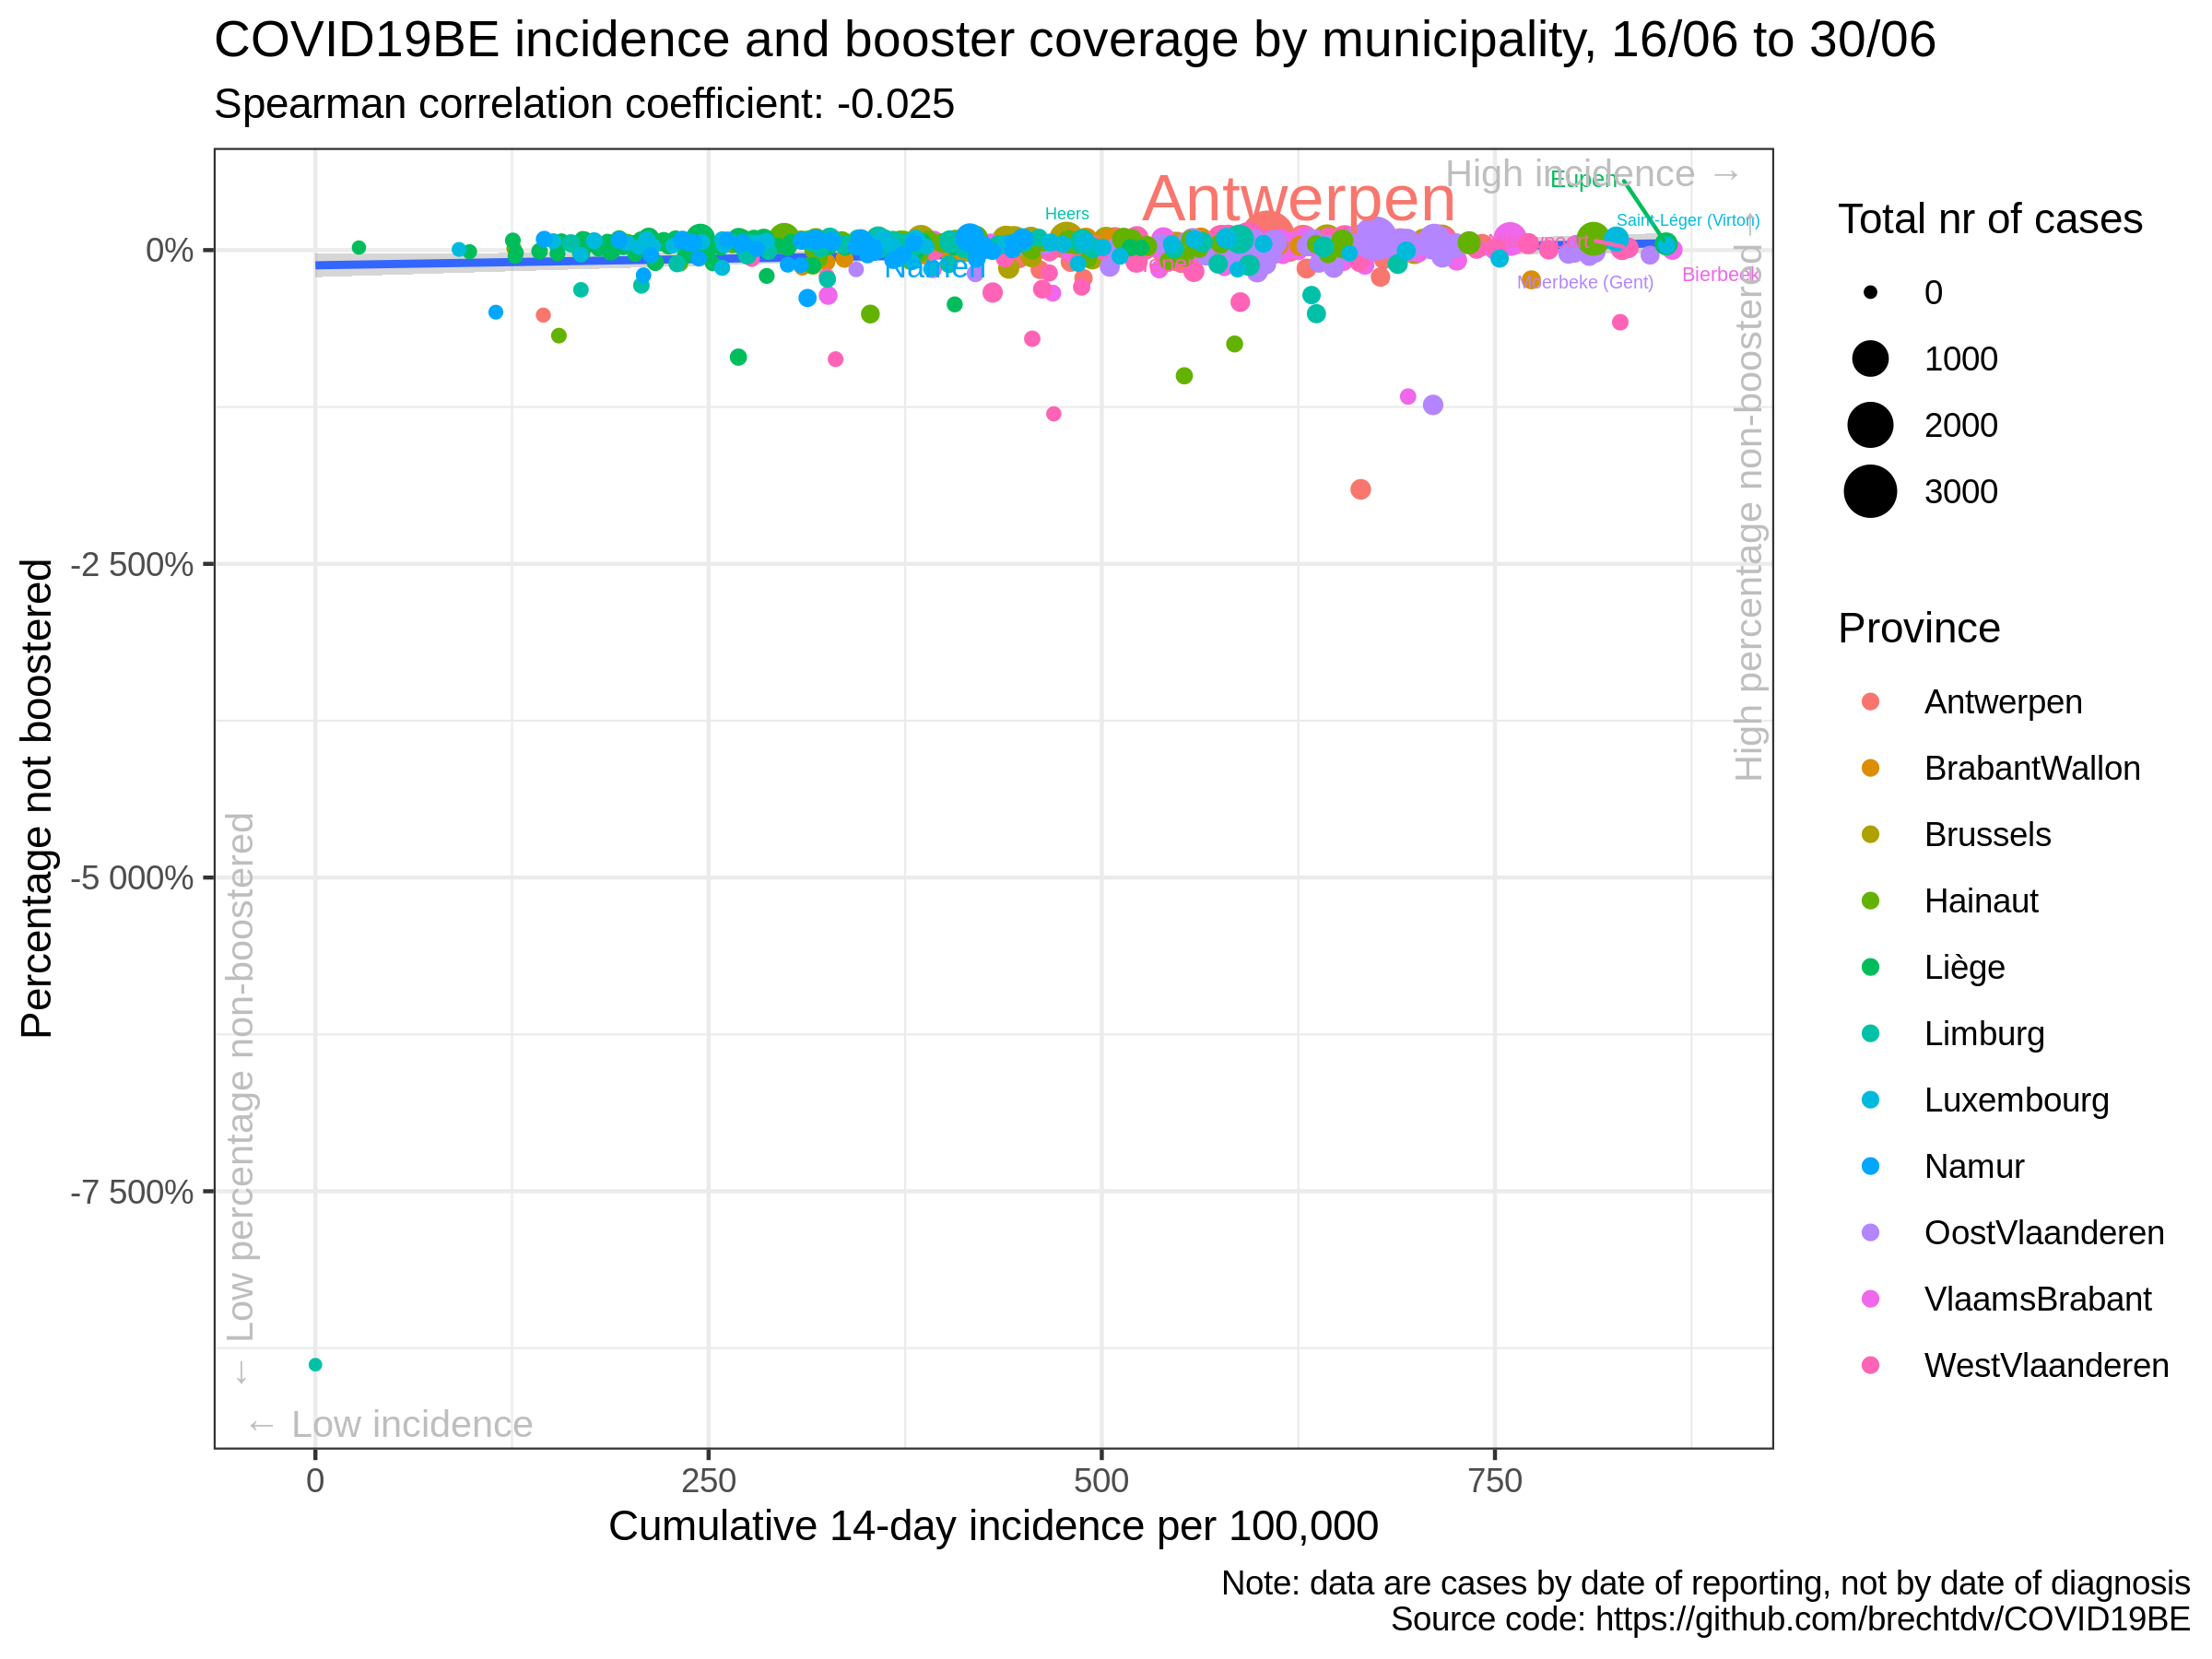 COVID19BE incidence and booster coverage by municipality, 16/06 to 30/06
Spearman correlation coefficient: -0.025
High incidence →
Eupen
Antwerpen
Heers
Saint-Léger (Virton)
Namen
Bierbeek
Moerbeke (Gent)
High percentage non-boostered →
← Low percentage non-boostered
← Low incidence
Percentage not boostered
0%
-2 500%
-5 000%
-7 500%
0
250
500
750
Cumulative 14-day incidence per 100,000
Total nr of cases
0
1000
2000
3000
Province
Antwerpen
BrabantWallon
Brussels
Hainaut
Liège
Limburg
Luxembourg
Namur
OostVlaanderen
VlaamsBrabant
WestVlaanderen
Note: data are cases by date of reporting, not by date of diagnosis
Source code: https://github.com/brechtdv/COVID19BE